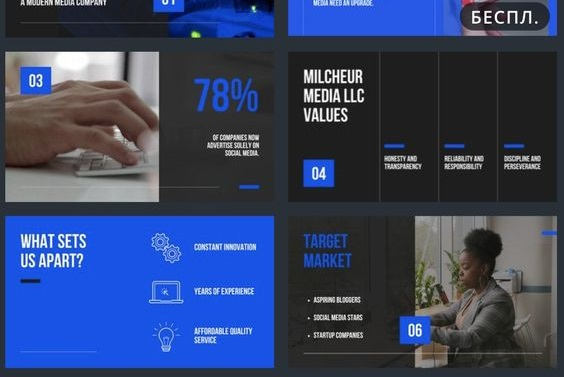 A MODERN MEDIA COMPANY
01
MEDIA NEED AN UPGRADE.
БЕСПЛ.
03
78%
OF COMPANIES NOW
ADVERTISE SOLELY ON
SOCIAL MEDIA.
MILCHEUR
MEDIA LLC
VALUES
04
HONESTY AND
TRANSPARENCY
RELIABILITY AND
RESPONSIBILITY
DISCIPLINE AND
PERSEVERANCE
WHAT SETS
US APART?
CONSTANT INNOVATION
YEARS OF EXPERIENCE
AFFORDABLE QUALITY
SERVICE
TARGET
MARKET
ASPIRING BLOGGERS
SOCIAL MEDIA STARS
STARTUP COMPANIES
06